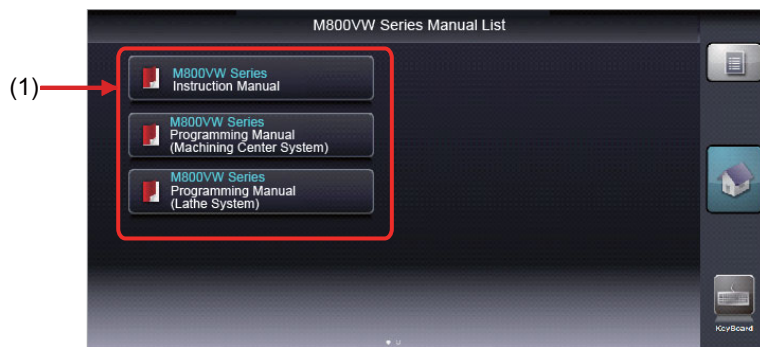 M800VW Series Manual List
(1)
M800VW Series
Instruction Manual
M800VW Series
Programming Manual
(Machining Center System)
M800VW Series
Programming Manual
(Lathe System)
KeyBoard